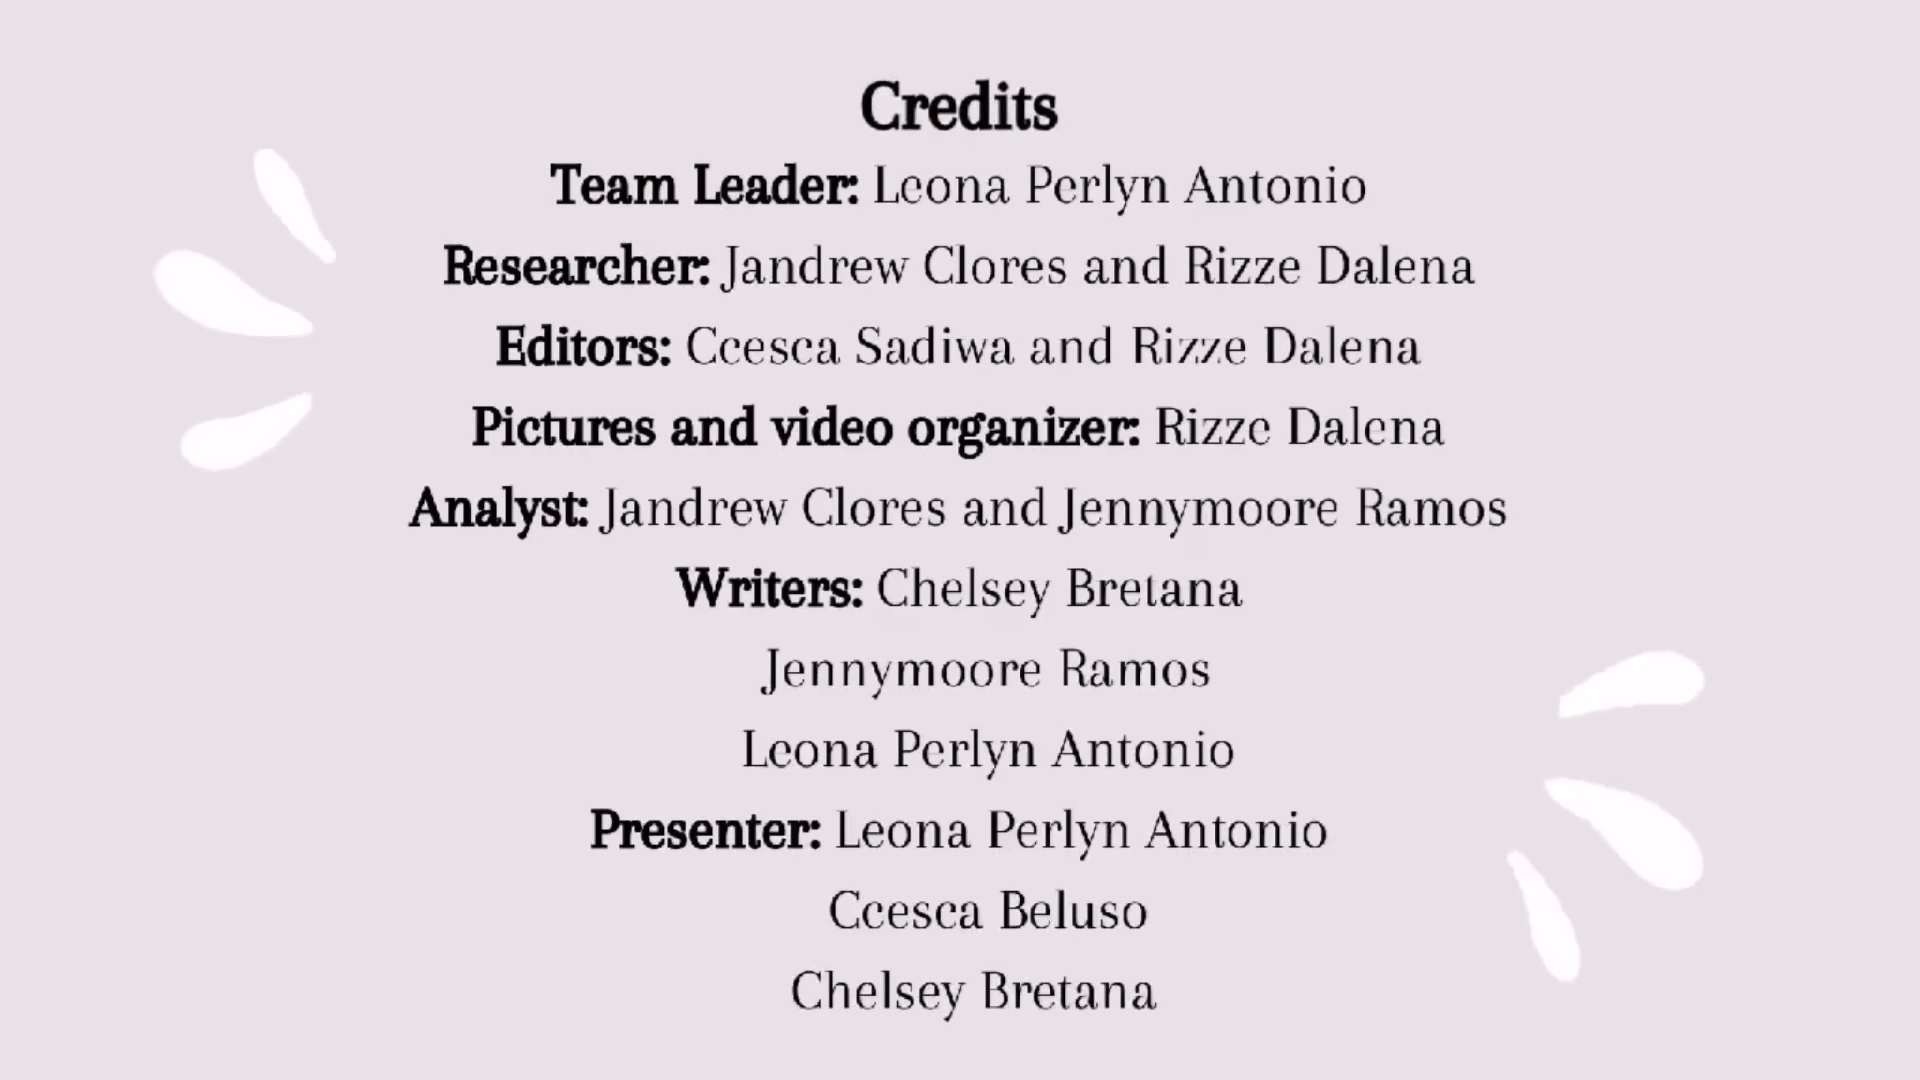 Credits
Team Leader: Leona Perlyn Antonio
Researcher: Jandrew Clores and Rizze Dalena
Editors: Ccesca Sadiwa and Rizze Dalena
Pictures and video organizer: Rizze Dalena
Analyst: Jandrew Clores and Jennymoore Ramos
Writers: Chelsey Bretana
Jennymoore Ramos
Leona Perlyn Antonio
Presenter: Leona Perlyn Antonio
Ccesca Beluso
Chelsey Bretana